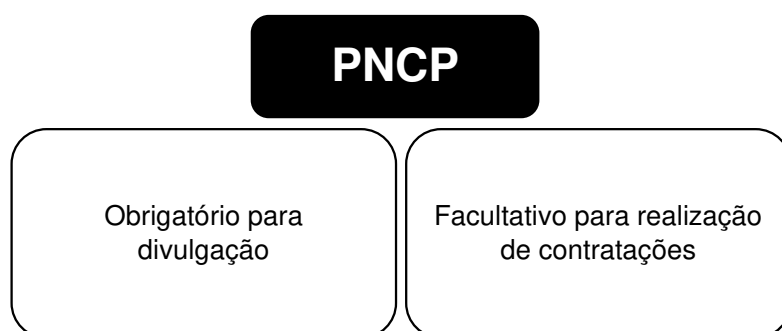 PNCP
Obrigatório para
divulgação
Facultativo para realização
de contratações